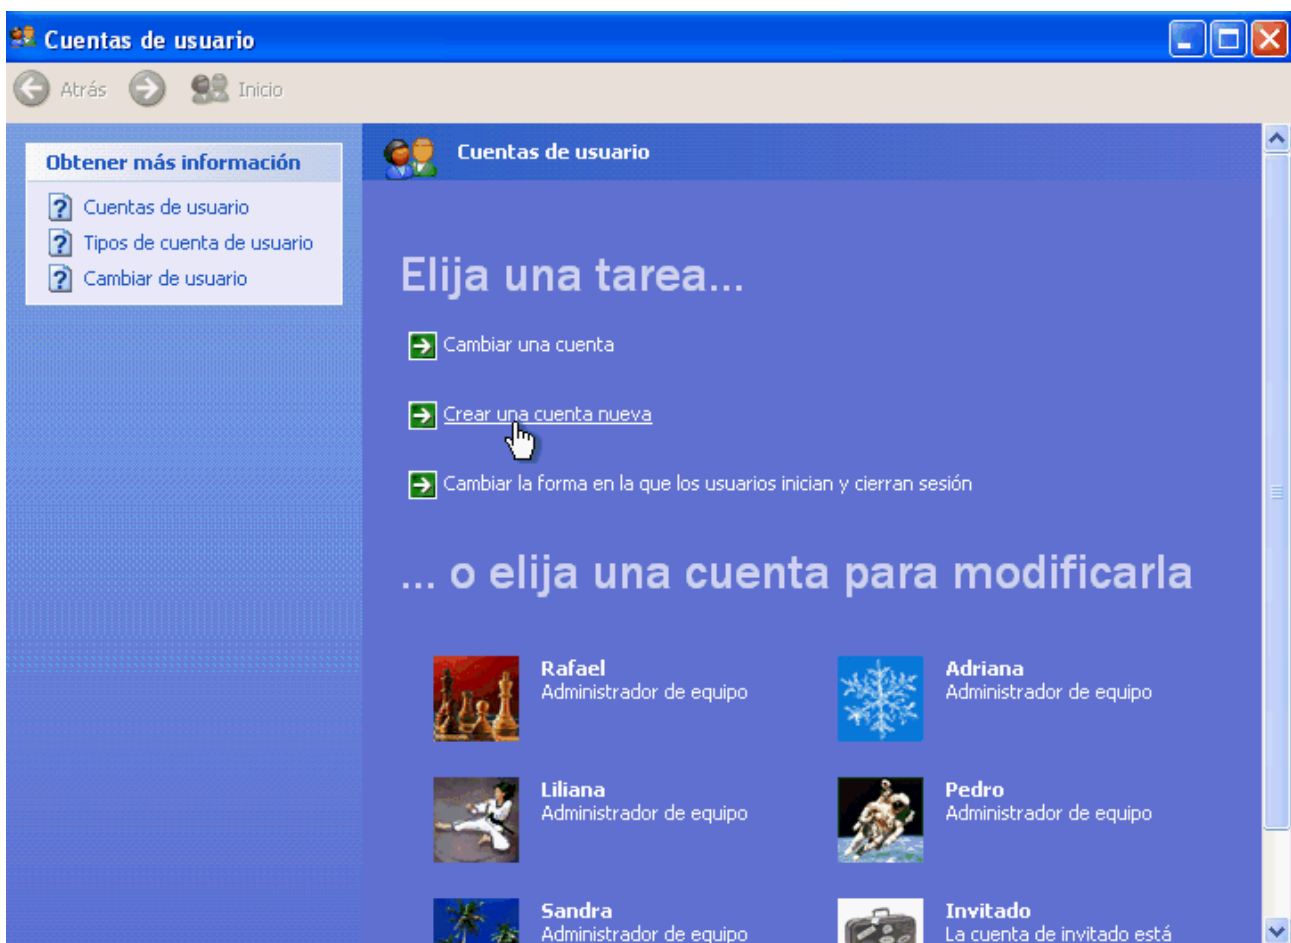 Cuentas de usuario
Atrás
Inicio
Obtener más información
Cuentas de usuario
Tipos de cuenta de usuario
Cambiar de usuario
Cuentas de usuario
Elija una tarea...
Cambiar una cuenta
Crear una cuenta nueva
Cambiar la forma en la que los usuarios inician y cierran sesión
... o elija una cuenta para modificarla
Rafael
Administrador de equipo
Adriana
Administrador de equipo
Liliana
Administrador de equipo
Pedro
Administrador de equipo
Sandra
Administrador de equipo
Invitado
La cuenta de invitado está